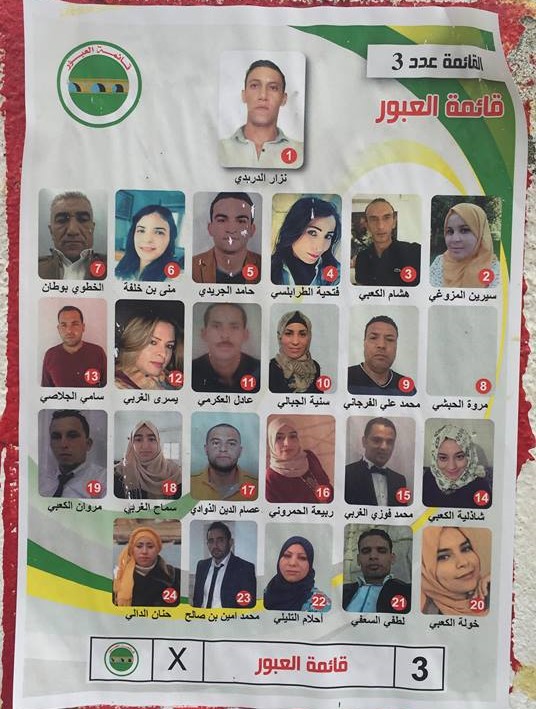 القائمة عدد 3
قائمة العبور
قائمة العبور
1
نزار الدريدي
2
سيرين المزوغي
3
هشام الكعبي
4
فتحية الطرابلسي
5
حامد الجريدي
6
منى بن خلفة
7
الخطوي بوطان
8
مروة الحبشي
9
محمد علي الفرجاني
10
سنية الجبالي
11
عادل العكرمي
12
يسرى الغربي
13
سامي الجلاصي
14
شاذلية الكعبي
15
محمد فوزي الغربي
16
ربيعة الحمروني
17
عصام الدين الذوادي
18
سماح الغربي
19
مروان الكعبي
20
خولة الكعبي
21
لطفي السعفي
22
أحلام التليلي
23
محمد امين بن صالح
24
حنان الدالي
3 قائمة العبور X